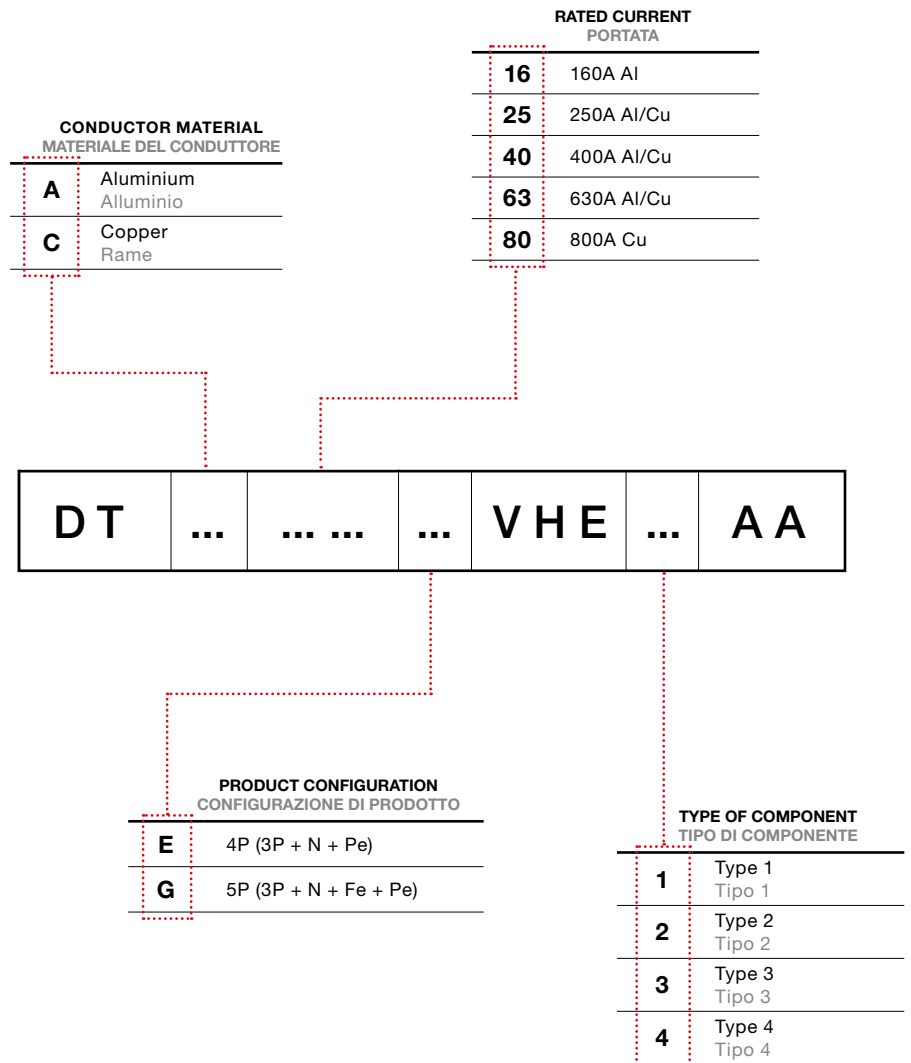 RATED CURRENT
PORTATA
16 160A Al
25 250A Al/Cu
40 400A Al/Cu
63 630A Al/Cu
80 800A Cu
CONDUCTOR MATERIAL
MATERIALE DEL CONDUTTORE
A Aluminium
Alluminio
C Copper
Rame
D T ... ... ... ... V H E ... A A
PRODUCT CONFIGURATION
CONFIGURAZIONE DI PRODOTTO
E 4P (3P + N + Pe)
G 5P (3P + N + Fe + Pe)
TYPE OF COMPONENT
TIPO DI COMPONENTE
1 Type 1
Tipo 1
2 Type 2
Tipo 2
3 Type 3
Tipo 3
4 Type 4
Tipo 4